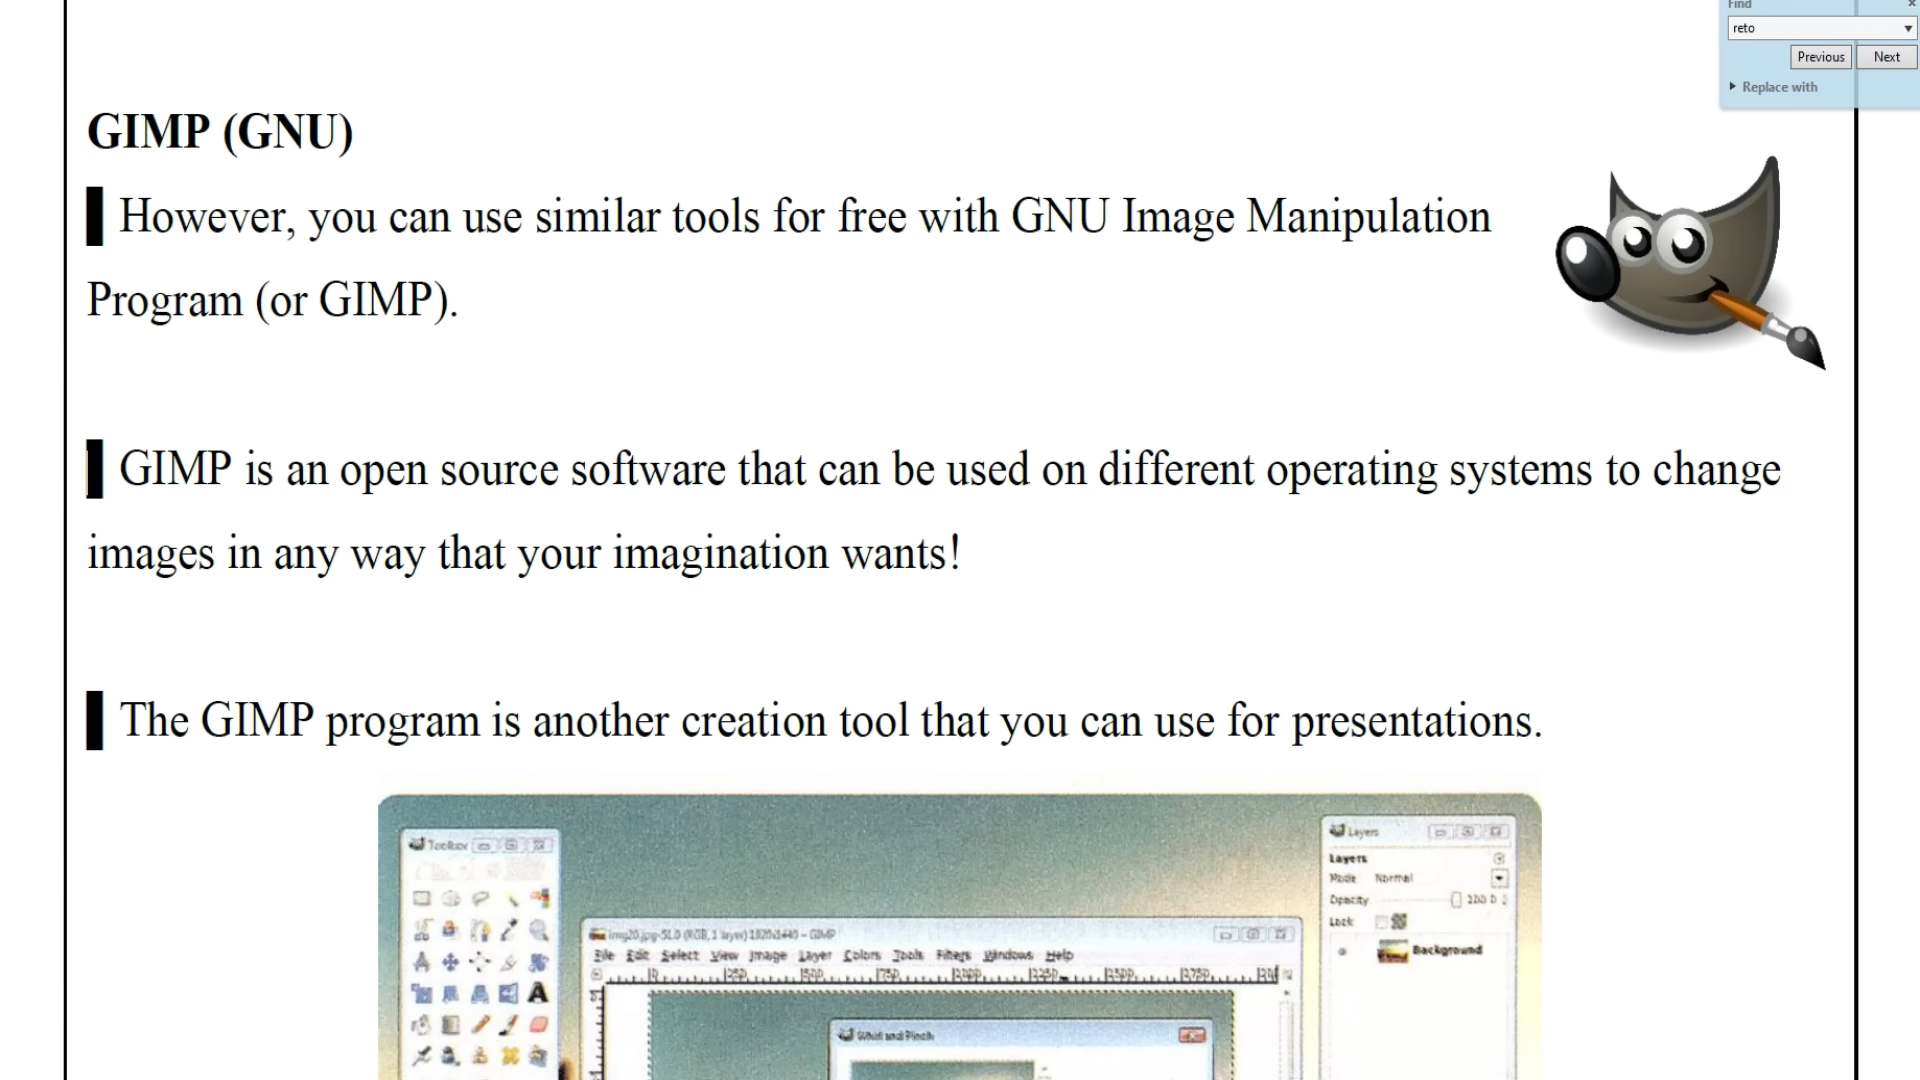 Find
reto
Previous Next
Replace with
GIMP (GNU)
However, you can use similar tools for free with GNU Image Manipulation
Program (or GIMP).
GIMP is an open source software that can be used on different operating systems to change
images in any way that your imagination wants!
The GIMP program is another creation tool that you can use for presentations.
Toolbox
Layers
Layers
Mode Normal
Opacity
Lock
Background
(RGB, 1 layer) - GIMP
File Edit Select View Image Layer Colors Tools Filters Windows Help
Whirl and Pinch